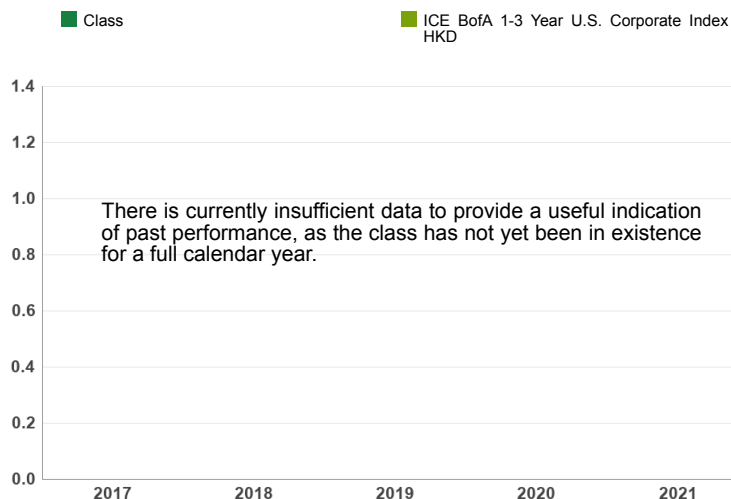 Class
ICE BofA 1-3 Year U.S. Corporate Index
HKD
1.4
1.2
1.0
There is currently insufficient data to provide a useful indication
of past performance, as the class has not yet been in existence
for a full calendar year.
0.8
0.6
0.4
0.2
0.0
2017 2018 2019 2020 2021